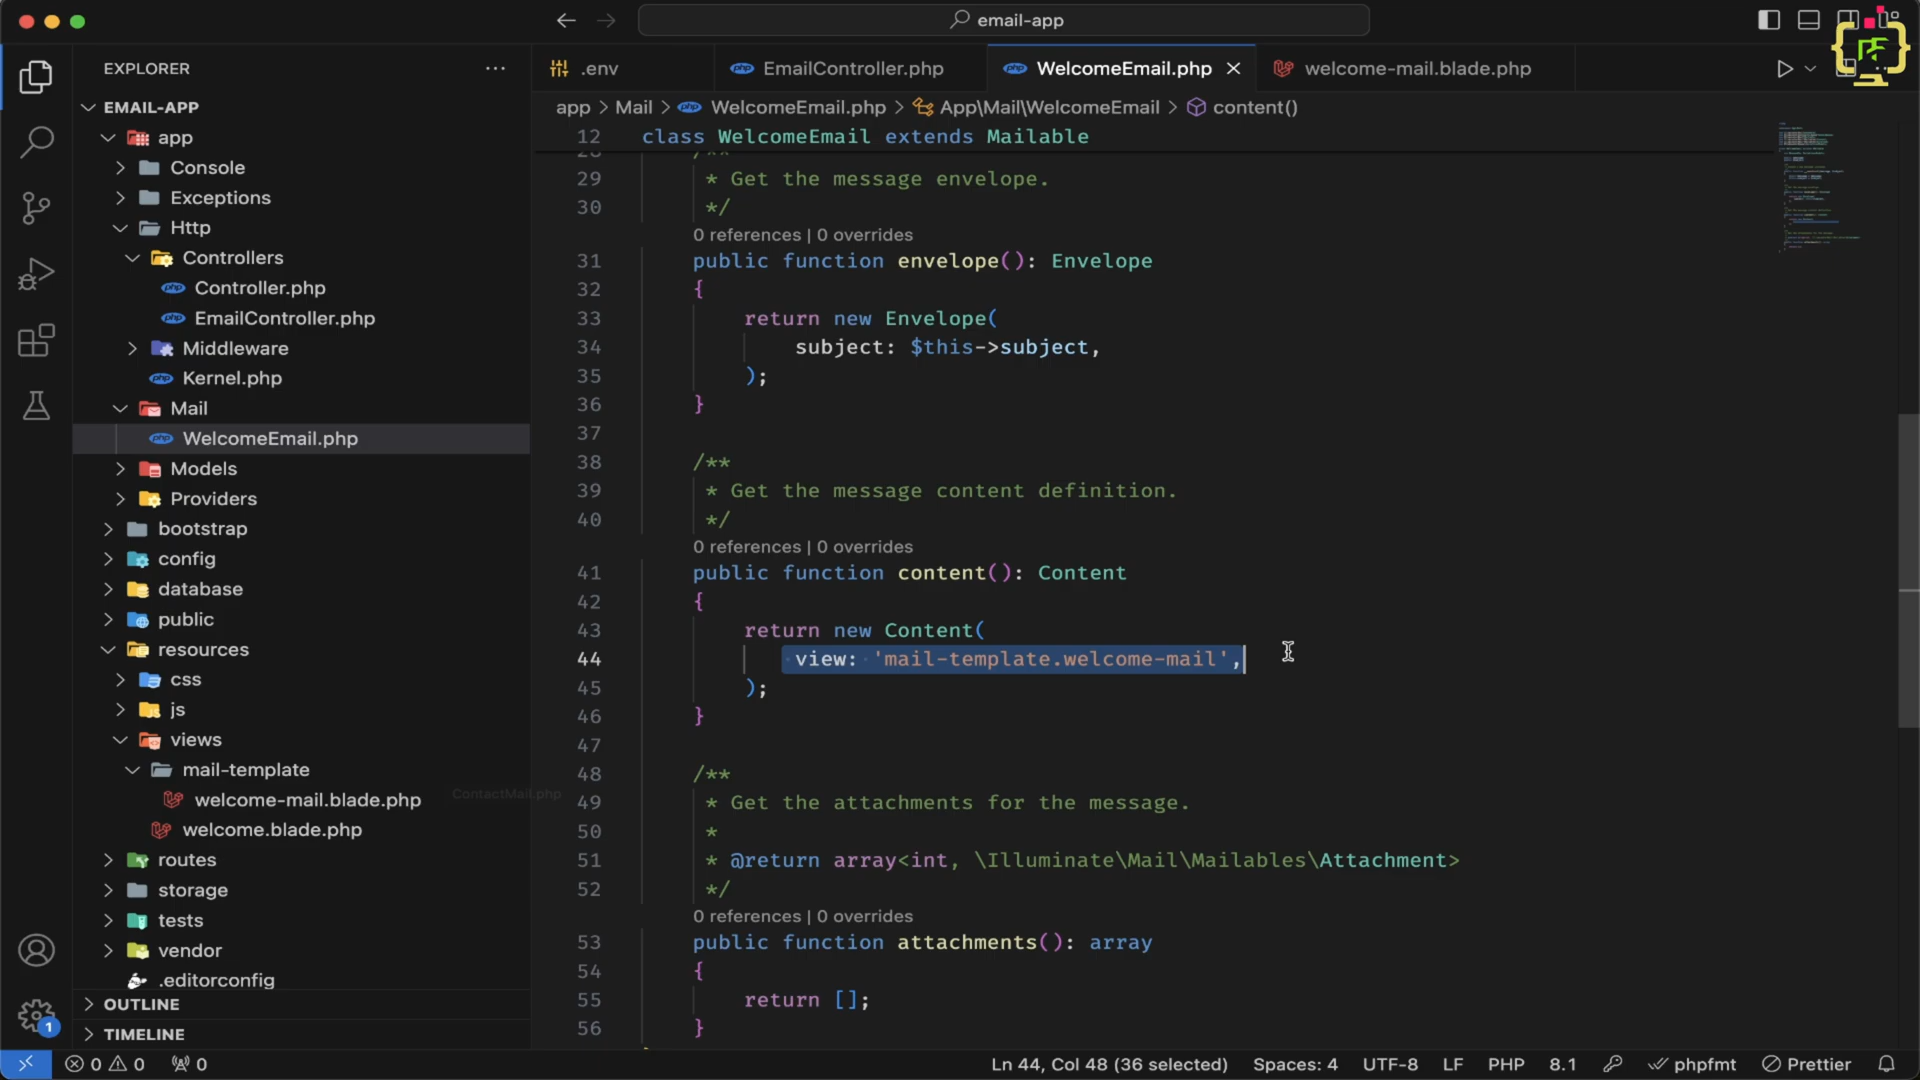 email-app
EXPLORER
EMAIL-APP
app
Console
Exceptions
Http
Controllers
Controller.php
EmailController.php
Middleware
Kernel.php
Mail
WelcomeEmail.php
Models
Providers
bootstrap
config
database
public
resources
css
js
views
mail-template
welcome-mail.blade.php
ContactMail.php
welcome.blade.php
routes
storage
tests
vendor
.editorconfig
OUTLINE
TIMELINE
.env
EmailController.php
WelcomeEmail.php
welcome-mail.blade.php
app > Mail > WelcomeEmail.php > App\Mail\WelcomeEmail > content()
12 class WelcomeEmail extends Mailable
28 /**
29 * Get the message envelope.
30 */
0 references | 0 overrides
31 public function envelope(): Envelope
32 {
33 return new Envelope(
34 subject: $this->subject,
35 );
36 }
37
38 /**
39 * Get the message content definition.
40 */
0 references | 0 overrides
41 public function content(): Content
42 {
43 return new Content(
44 view: 'mail-template.welcome-mail',
45 );
46 }
47
48 /**
49 * Get the attachments for the message.
50 *
51 * @return array<int, \Illuminate\Mail\Mailables\Attachment>
52 */
0 references | 0 overrides
53 public function attachments(): array
54 {
55 return [];
56 }
1
0 0 0
Ln 44, Col 48 (36 selected) Spaces: 4 UTF-8 LF PHP 8.1 phpfmt Prettier